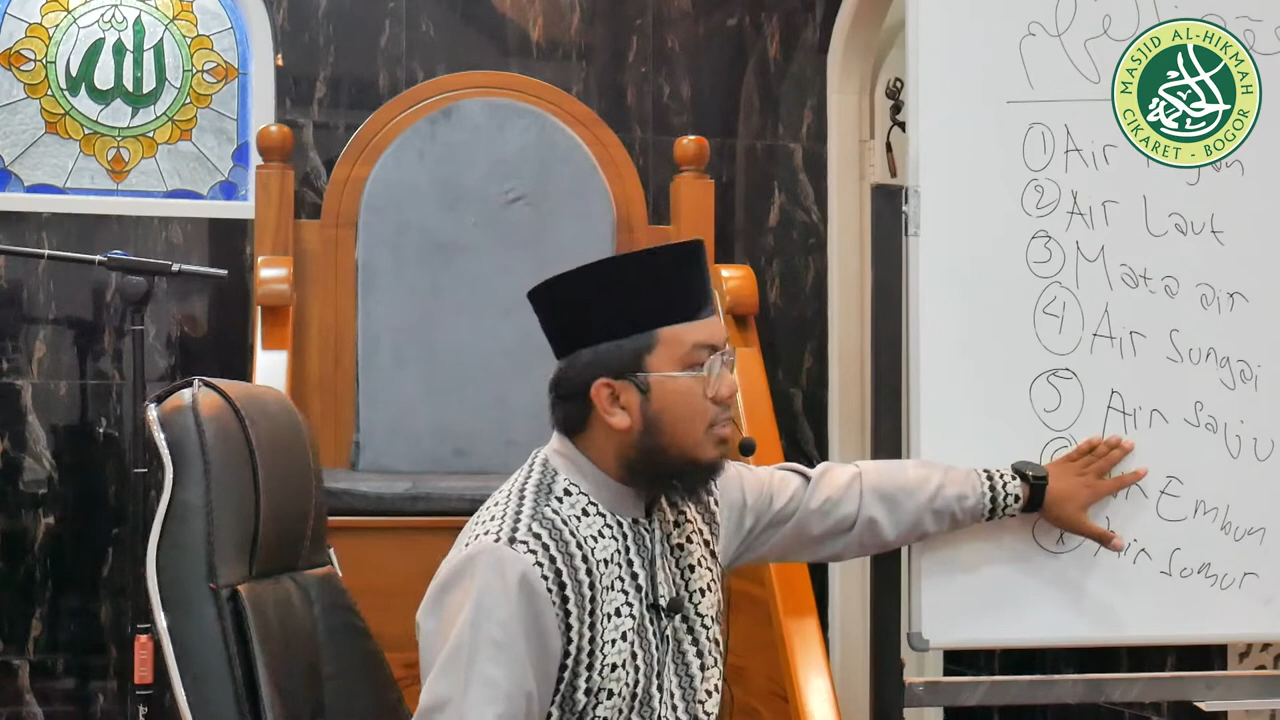 الله
MASJID AL-HIKMAH
الحكمة
CIKARET - BOGOR
① Air
② Air Laut
③ Mata air
④ Air Sungai
⑤ Air Salju
Embun
Air Sumur